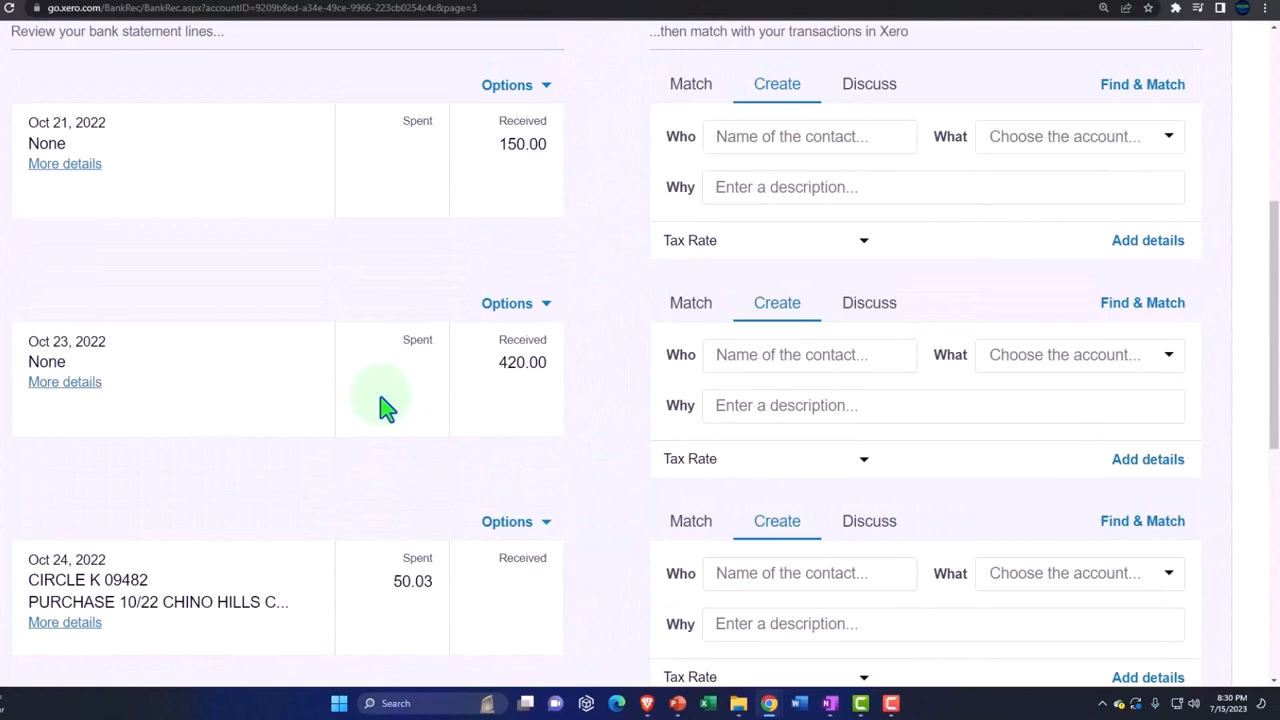 go.xero.com/BankRec/BankRec.aspx?accountID=9209b8ed-a34e-49ce-9966-223cb0254c4c&page=3
Review your bank statement lines...
...then match with your transactions in Xero
Options
Match Create Discuss Find & Match
Oct 21, 2022 Spent Received
None 150.00
More details
Who Name of the contact... What Choose the account...
Why Enter a description...
Tax Rate Add details
Options
Match Create Discuss Find & Match
Oct 23, 2022 Spent Received
None 420.00
More details
Who Name of the contact... What Choose the account...
Why Enter a description...
Tax Rate Add details
Options
Match Create Discuss Find & Match
Oct 24, 2022 Spent Received
CIRCLE K 09482 50.03
PURCHASE 10/22 CHINO HILLS C...
More details
Who Name of the contact... What Choose the account...
Why Enter a description...
Tax Rate Add details
Search
8:30 PM
7/15/2023